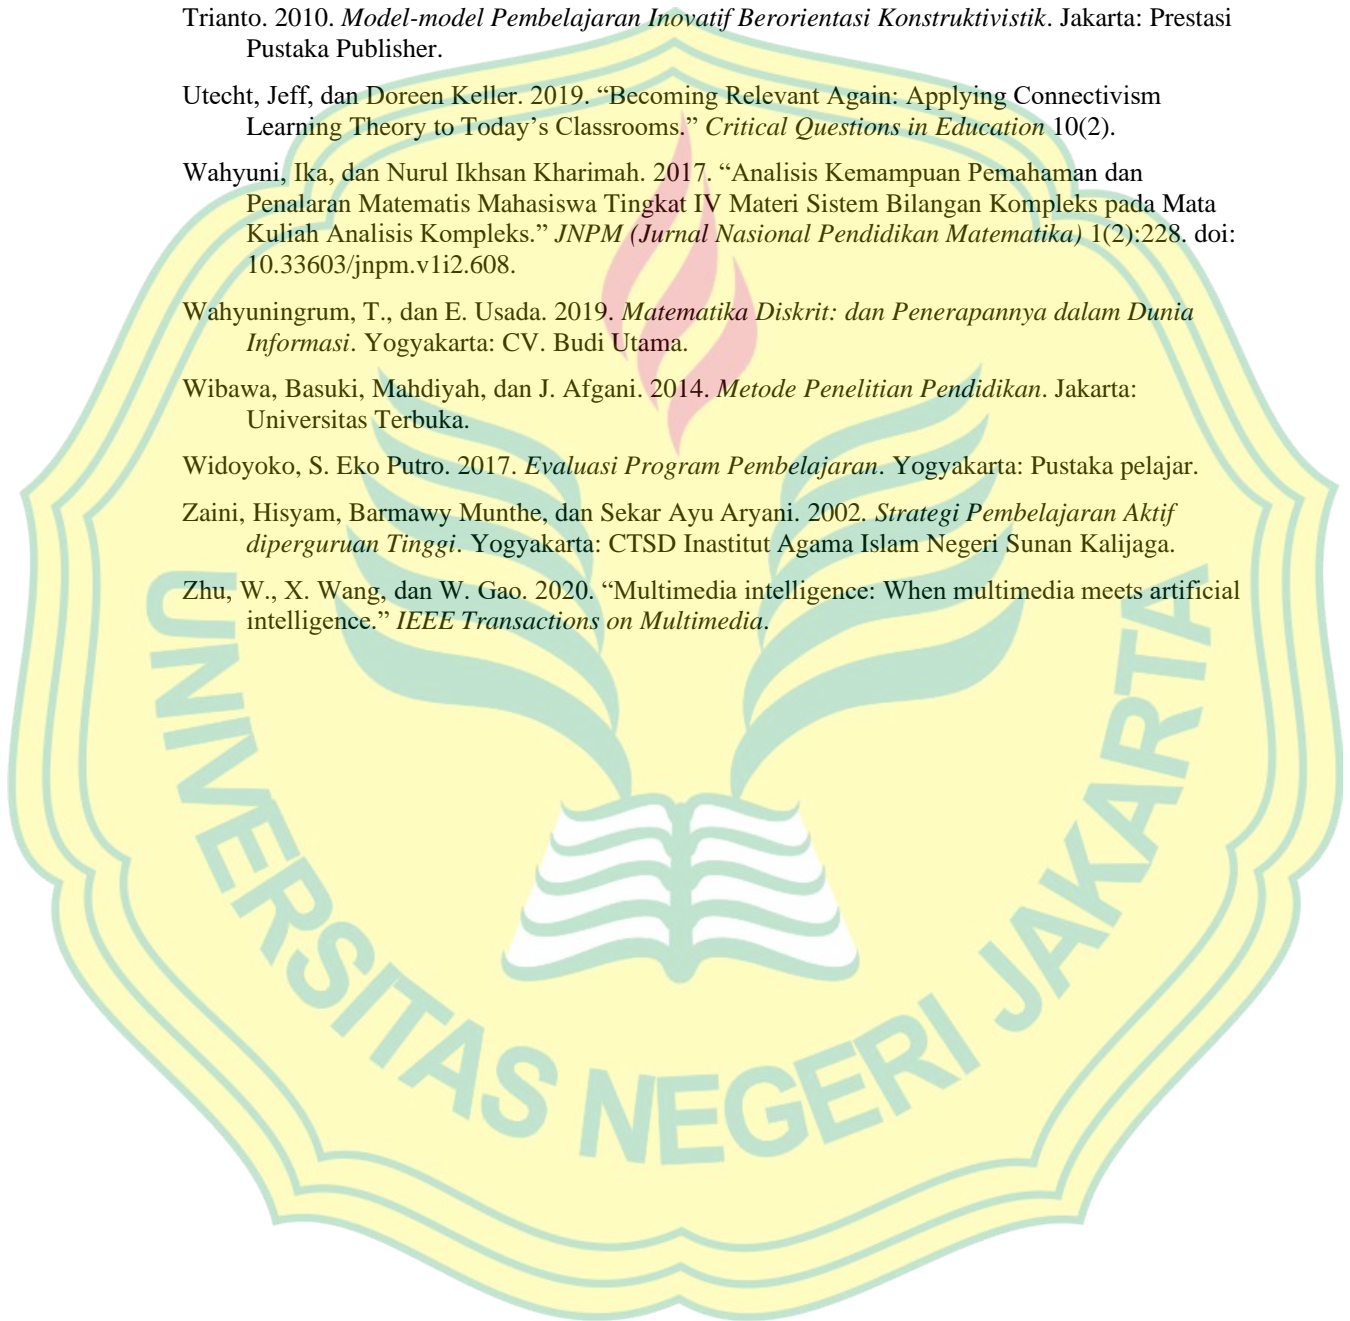 Trianto. 2010. Model-model Pembelajaran Inovatif Berorientasi Konstruktivistik. Jakarta: Prestasi
Pustaka Publisher.
Utecht, Jeff, dan Doreen Keller. 2019. “Becoming Relevant Again: Applying Connectivism
Learning Theory to Today’s Classrooms.” Critical Questions in Education 10(2).
Wahyuni, Ika, dan Nurul Ikhsan Kharimah. 2017. “Analisis Kemampuan Pemahaman dan
Penalaran Matematis Mahasiswa Tingkat IV Materi Sistem Bilangan Kompleks pada Mata
Kuliah Analisis Kompleks.” JNPM (Jurnal Nasional Pendidikan Matematika) 1(2):228. doi:
10.33603/jnpm.v1i2.608.
Wahyuningrum, T., dan E. Usada. 2019. Matematika Diskrit: dan Penerapannya dalam Dunia
Informasi. Yogyakarta: CV. Budi Utama.
Wibawa, Basuki, Mahdiyah, dan J. Afgani. 2014. Metode Penelitian Pendidikan. Jakarta:
Universitas Terbuka.
Widoyoko, S. Eko Putro. 2017. Evaluasi Program Pembelajaran. Yogyakarta: Pustaka pelajar.
Zaini, Hisyam, Barmawy Munthe, dan Sekar Ayu Aryani. 2002. Strategi Pembelajaran Aktif
diperguruan Tinggi. Yogyakarta: CTSD Inastitut Agama Islam Negeri Sunan Kalijaga.
Zhu, W., X. Wang, dan W. Gao. 2020. “Multimedia intelligence: When multimedia meets artificial
intelligence.” IEEE Transactions on Multimedia.
UNIVERSITAS NEGERI JAKARTA